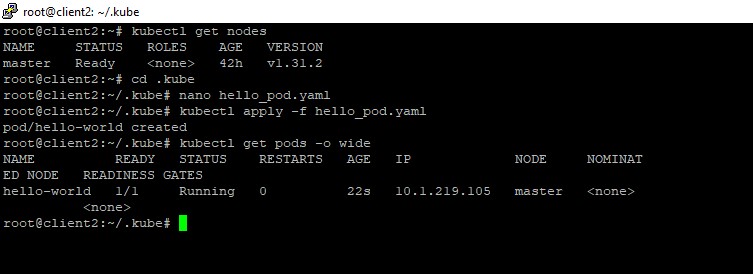 root@client2: ~/.kube
root@client2:~# kubectl get nodes
NAME     STATUS   ROLES    AGE   VERSION
master   Ready    <none>   42h   v1.31.2
root@client2:~# cd .kube
root@client2:~/.kube# nano hello_pod.yaml
root@client2:~/.kube# kubectl apply -f hello_pod.yaml
pod/hello-world created
root@client2:~/.kube# kubectl get pods -o wide
NAME          READY   STATUS    RESTARTS   AGE   IP             NODE     NOMINAT
ED NODE   READINESS GATES
hello-world   1/1     Running   0          22s   10.1.219.105   master   <none>
          <none>
root@client2:~/.kube#